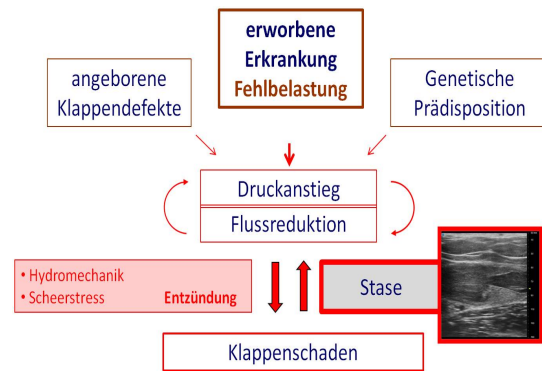 erworbene
Erkrankung
Fehlbelastung
angeborene
Klappendefekte
Genetische
Prädisposition
Druckanstieg
Flussreduktion
• Hydromechanik
• Scheerstress Entzündung
Stase
Klappenschaden